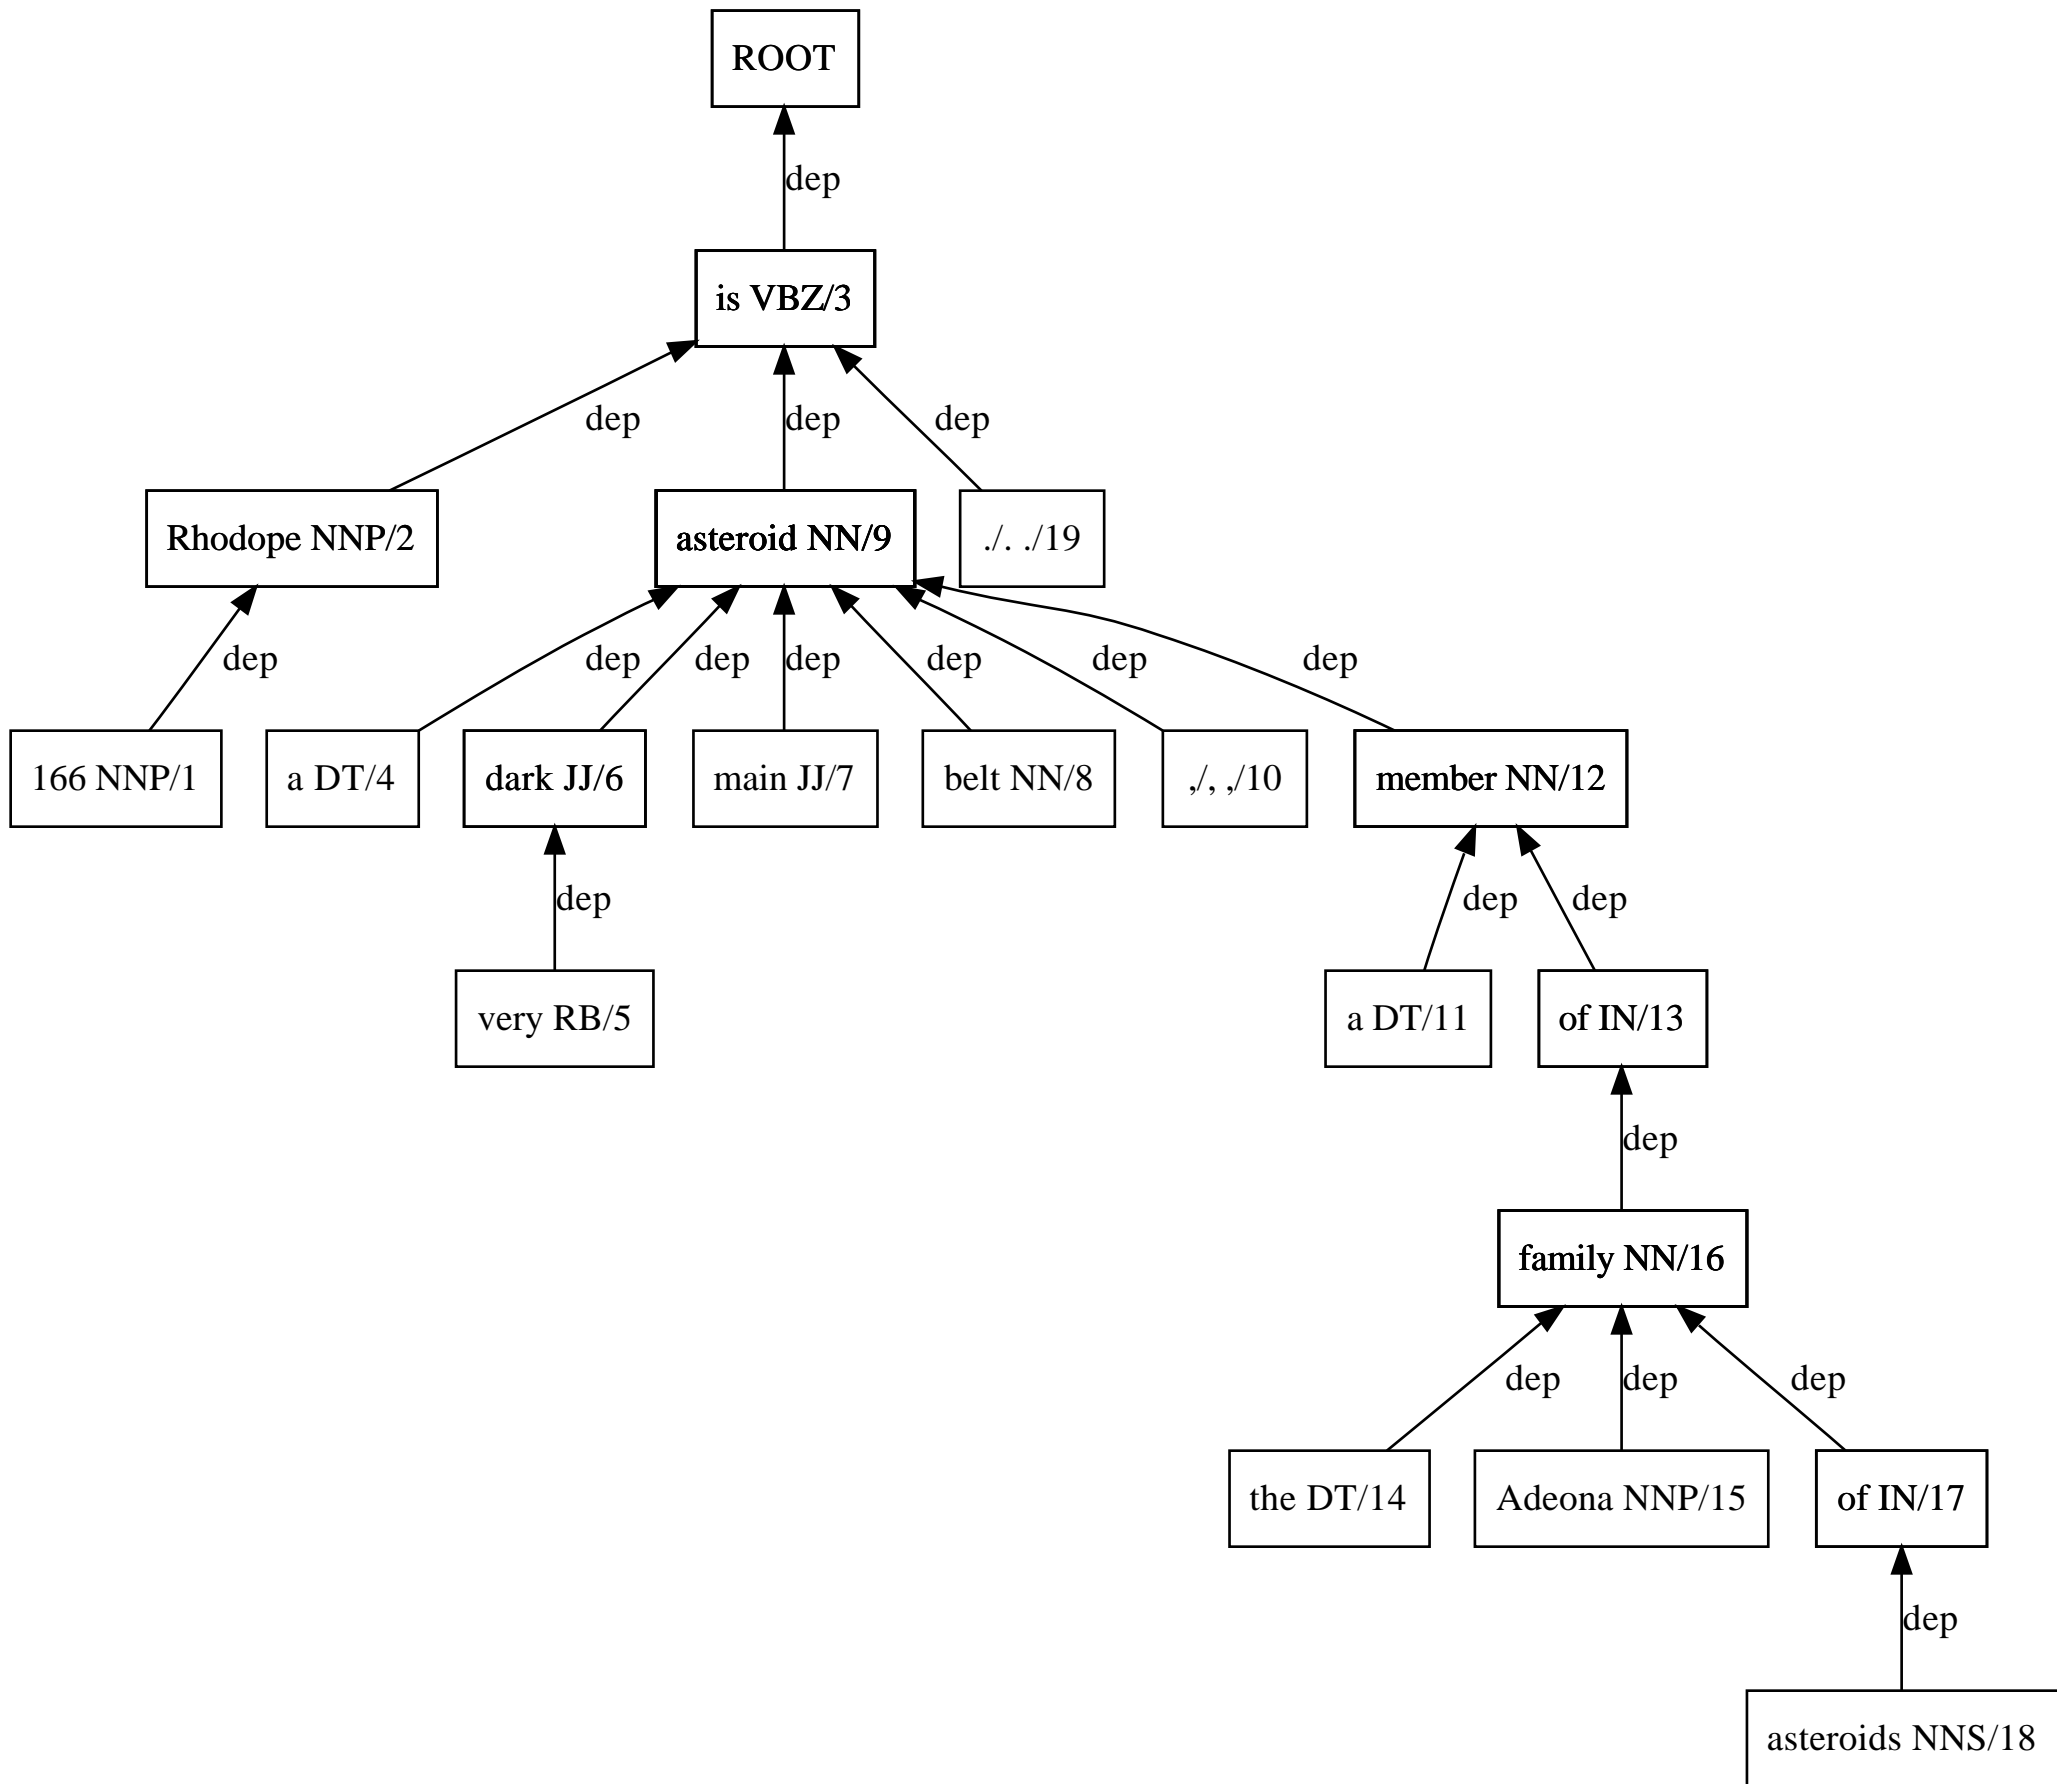 ROOT
dep
is VBZ/3
dep dep dep
Rhodope NNP/2 asteroid NN/9 ./. ./19
dep dep dep dep dep dep dep
166 NNP/1 a DT/4 dark JJ/6 main JJ/7 belt NN/8 ,/, ,/10 member NN/12
dep dep dep
very RB/5 a DT/11 of IN/13
dep
family NN/16
dep dep dep
the DT/14 Adeona NNP/15 of IN/17
dep
asteroids NNS/18